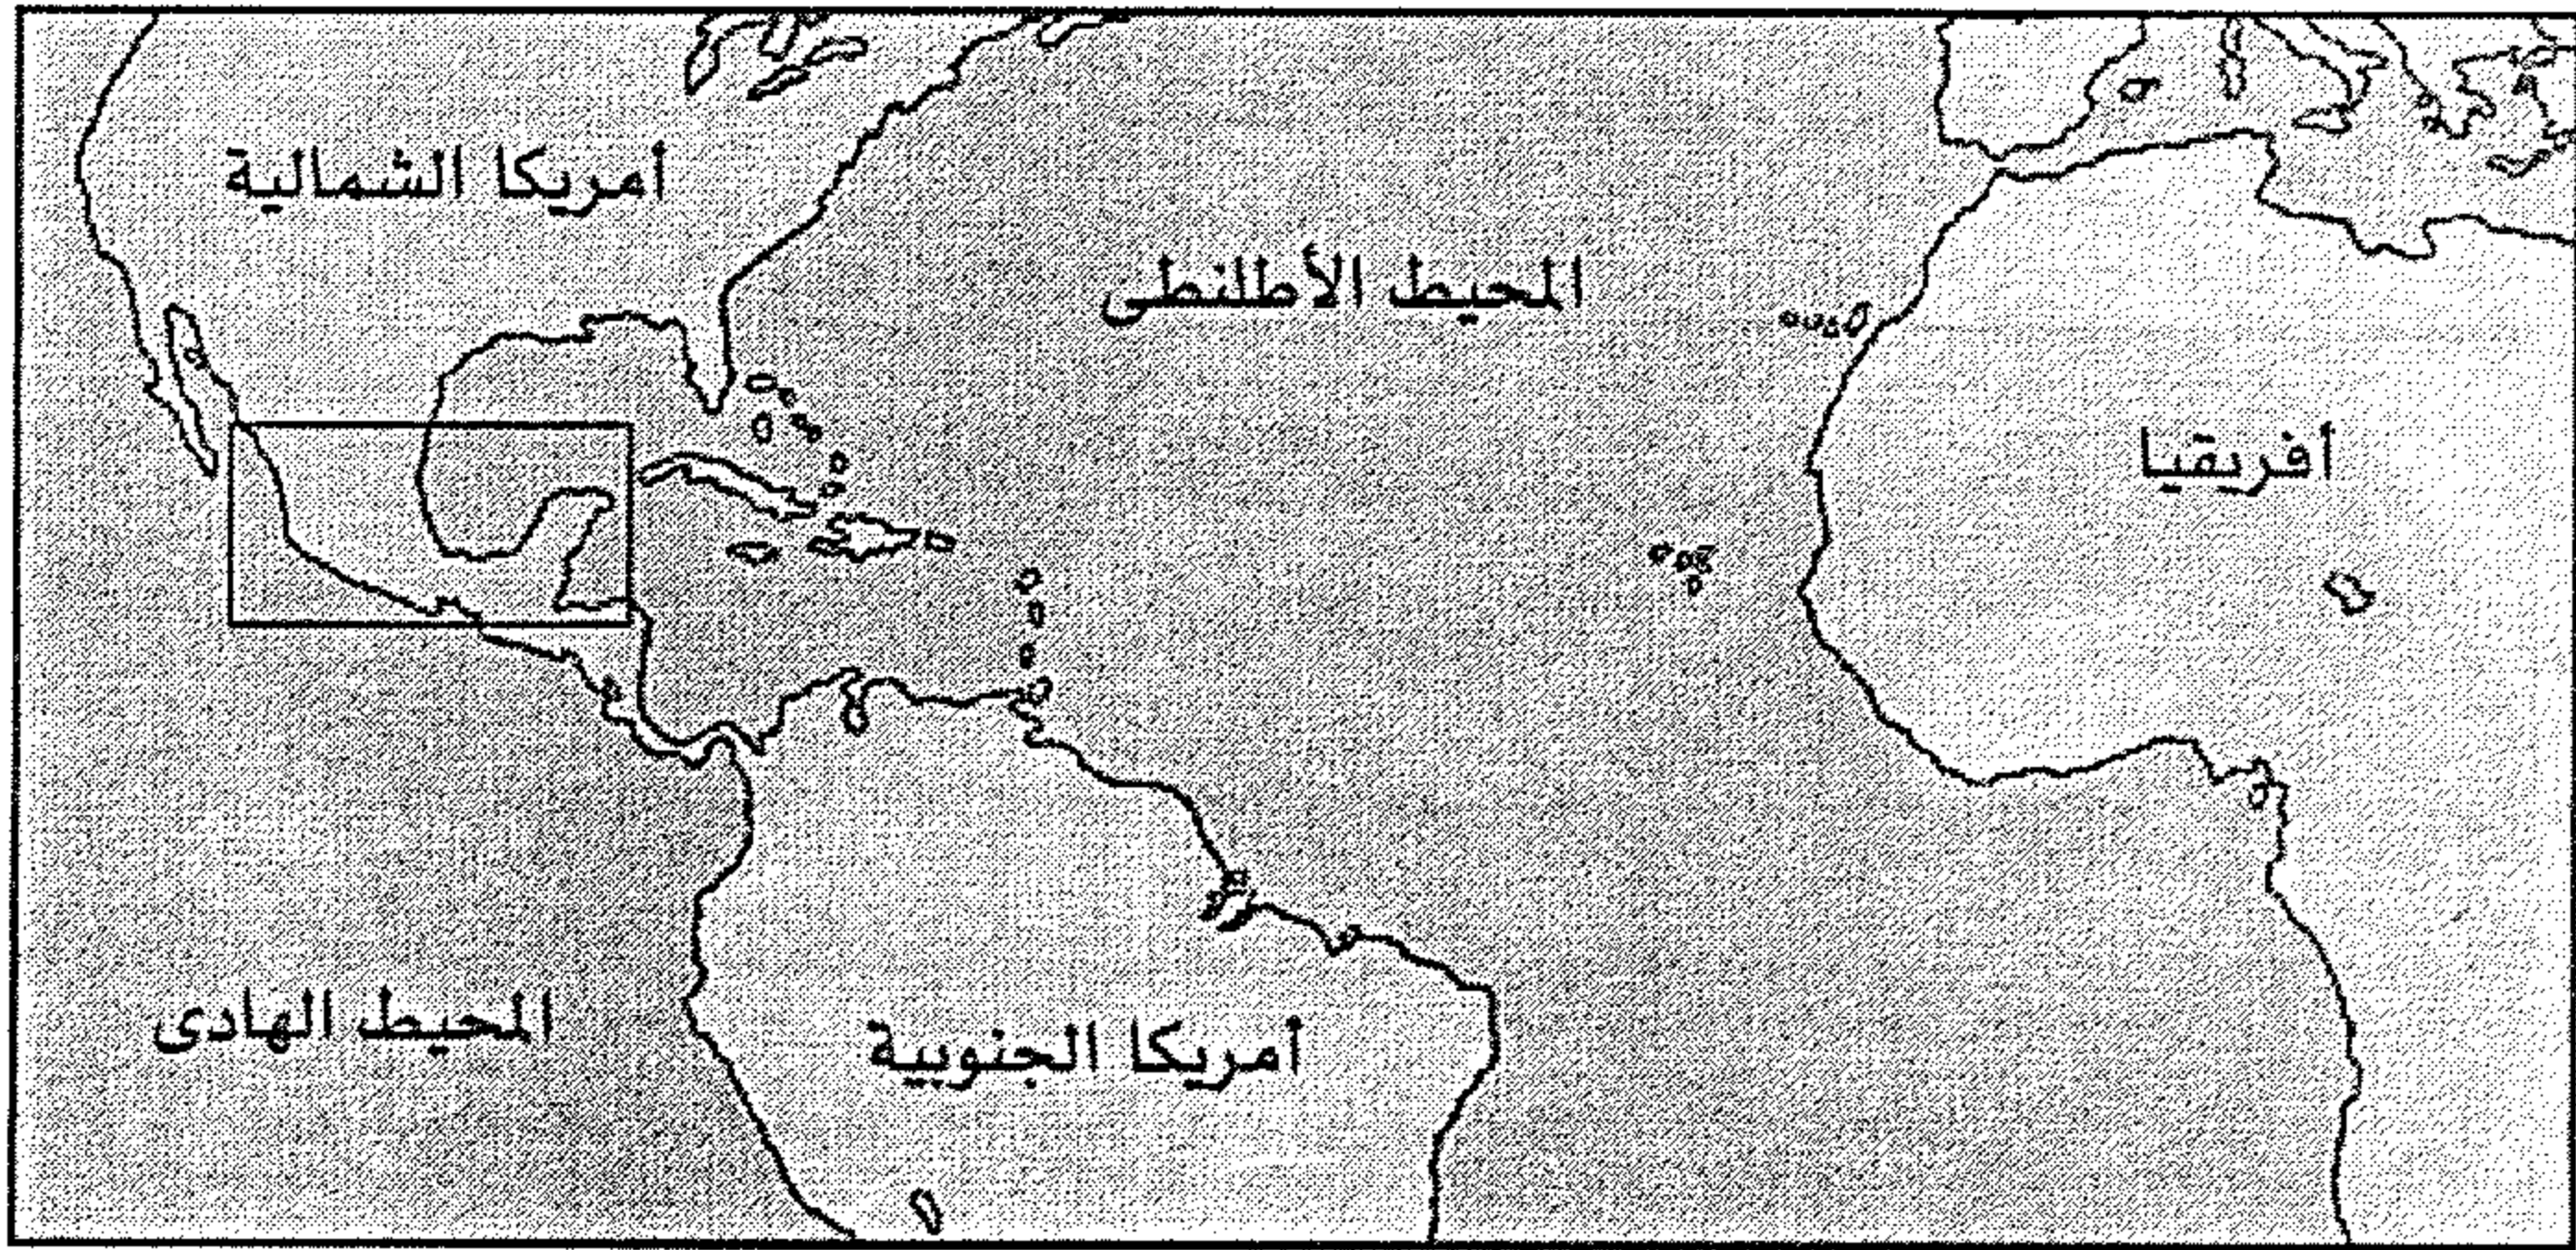 أمريكا الشمالية
المحيط الأطلنطى
أفريقيا
المحيط الهادى
أمريكا الجنوبية